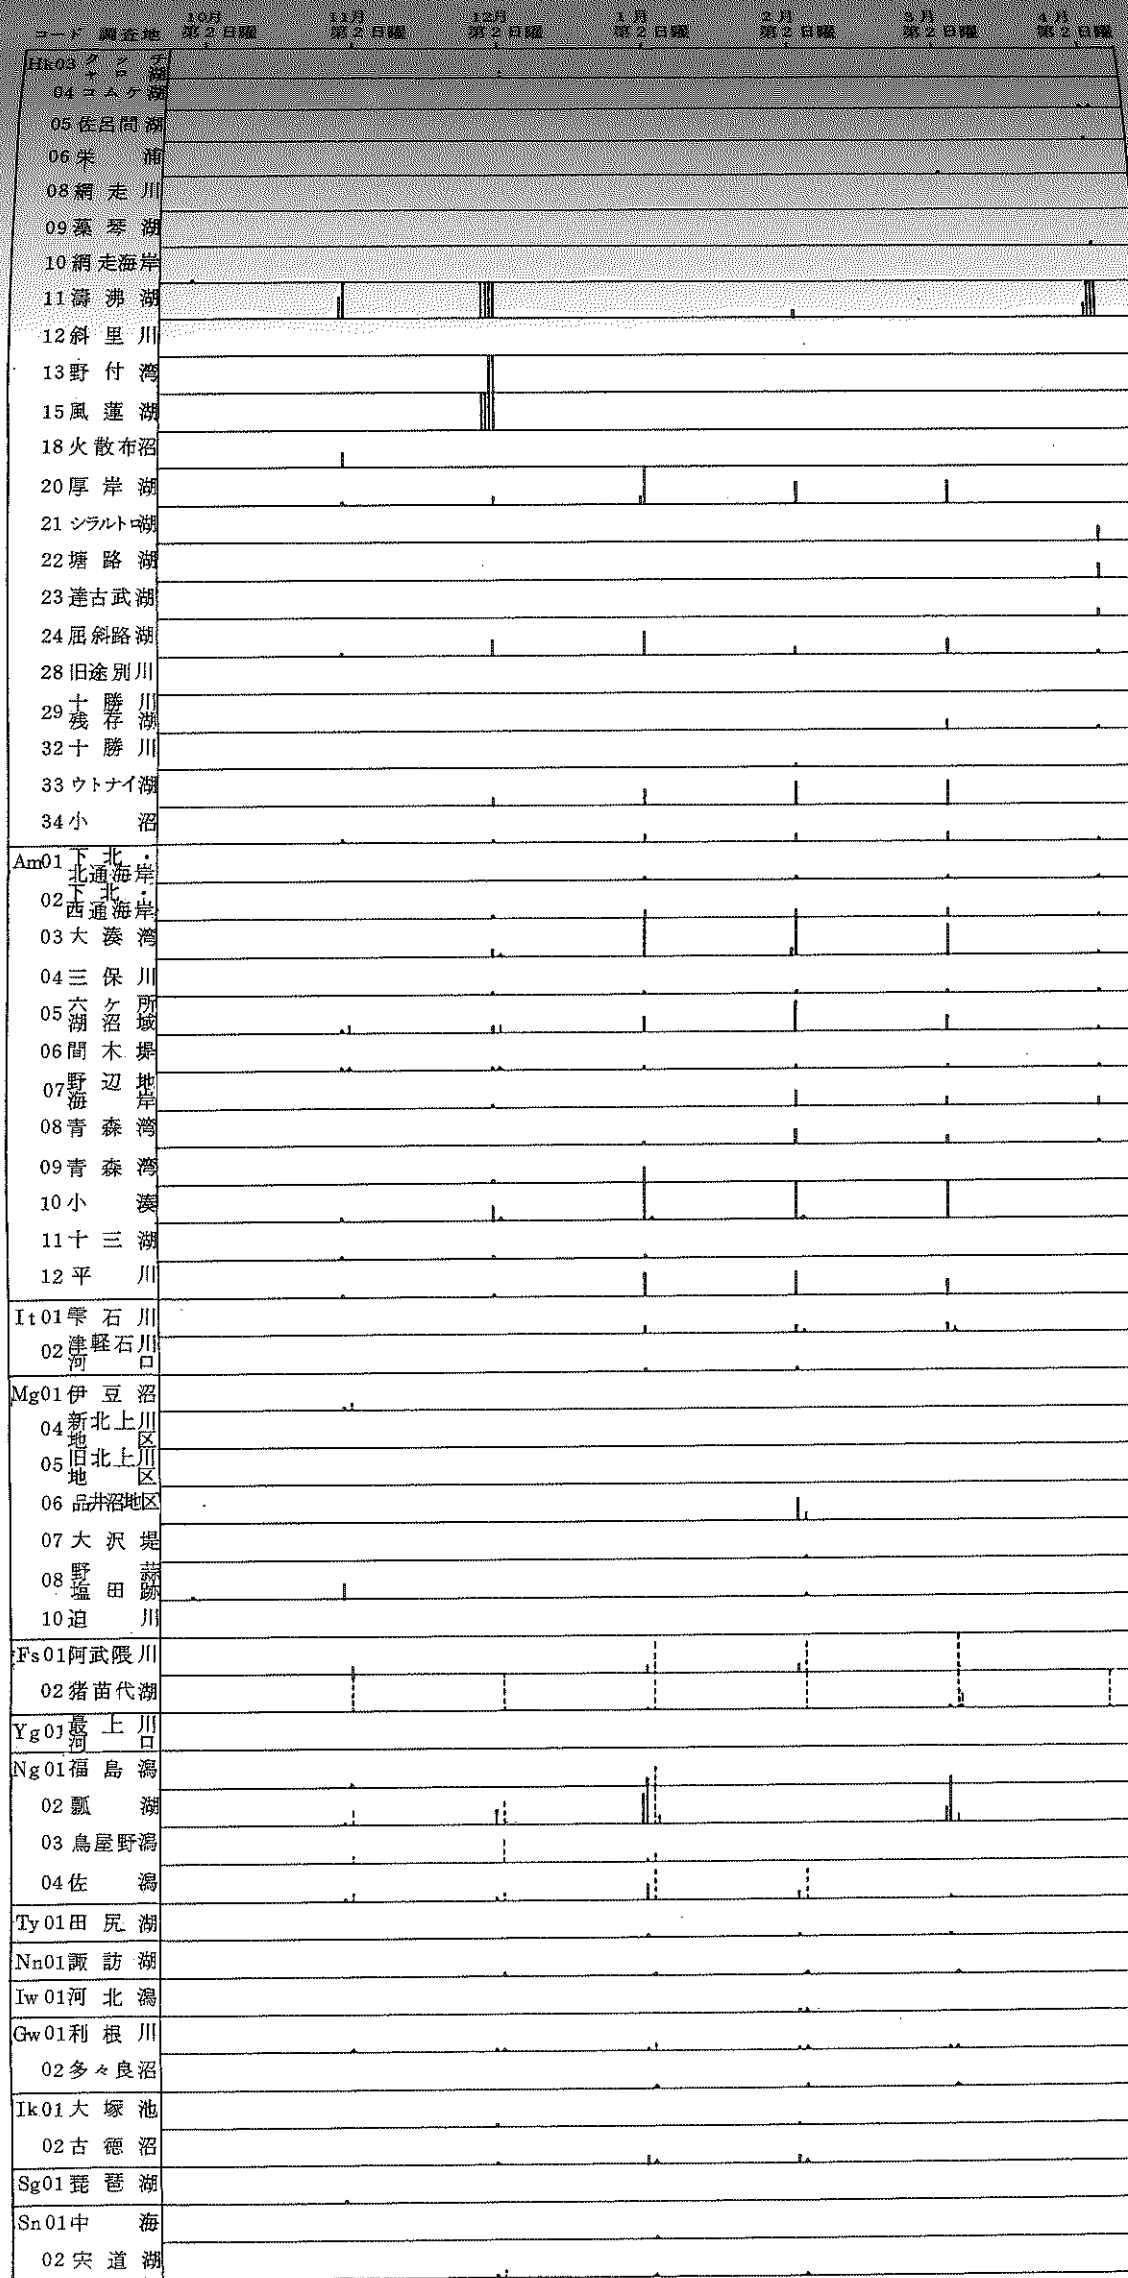 10月 11月 12月 1月 2月 3月 4月
コード 調査地 第2日曜 第2日曜 第2日曜 第2日曜 第2日曜 第2日曜 第2日曜
Hk03 クッチャロ湖
04 コムケ湖
05 佐呂間湖
06 栄浦
08 網走川
09 藻琴湖
10 網走海岸
11 濤沸湖
12 斜里川
13 野付湾
15 風蓮湖
18 火散布沼
20 厚岸湖
21 シラルトロ湖
22 塘路湖
23 達古武湖
24 屈斜路湖
28 旧途別川
29 十勝川残存湖
32 十勝川
33 ウトナイ湖
34 小沼
Am01 下北・北通海岸
02 下北・西通海岸
03 大湊湾
04 三保川
05 六ケ所湖沼域
06 間木堤
07 野辺地海岸
08 青森湾
09 青森湾
10 小湊
11 十三湖
12 平川
It01 雫石川
02 津軽石川河口
Mg01 伊豆沼
04 新北上川地区
05 旧北上川地区
06 品井沼地区
07 大沢堤
08 野蒜塩田跡
10 迫川
Fs01 阿武隈川
02 猪苗代湖
Yg01 最上川河口
Ng01 福島潟
02 瓢湖
03 鳥屋野潟
04 佐潟
Ty01 田尻湖
Nn01 諏訪湖
Iw01 河北潟
Gw01 利根川
02 多々良沼
Ik01 大塚池
02 古徳沼
Sg01 琵琶湖
Sn01 中海
02 宍道湖